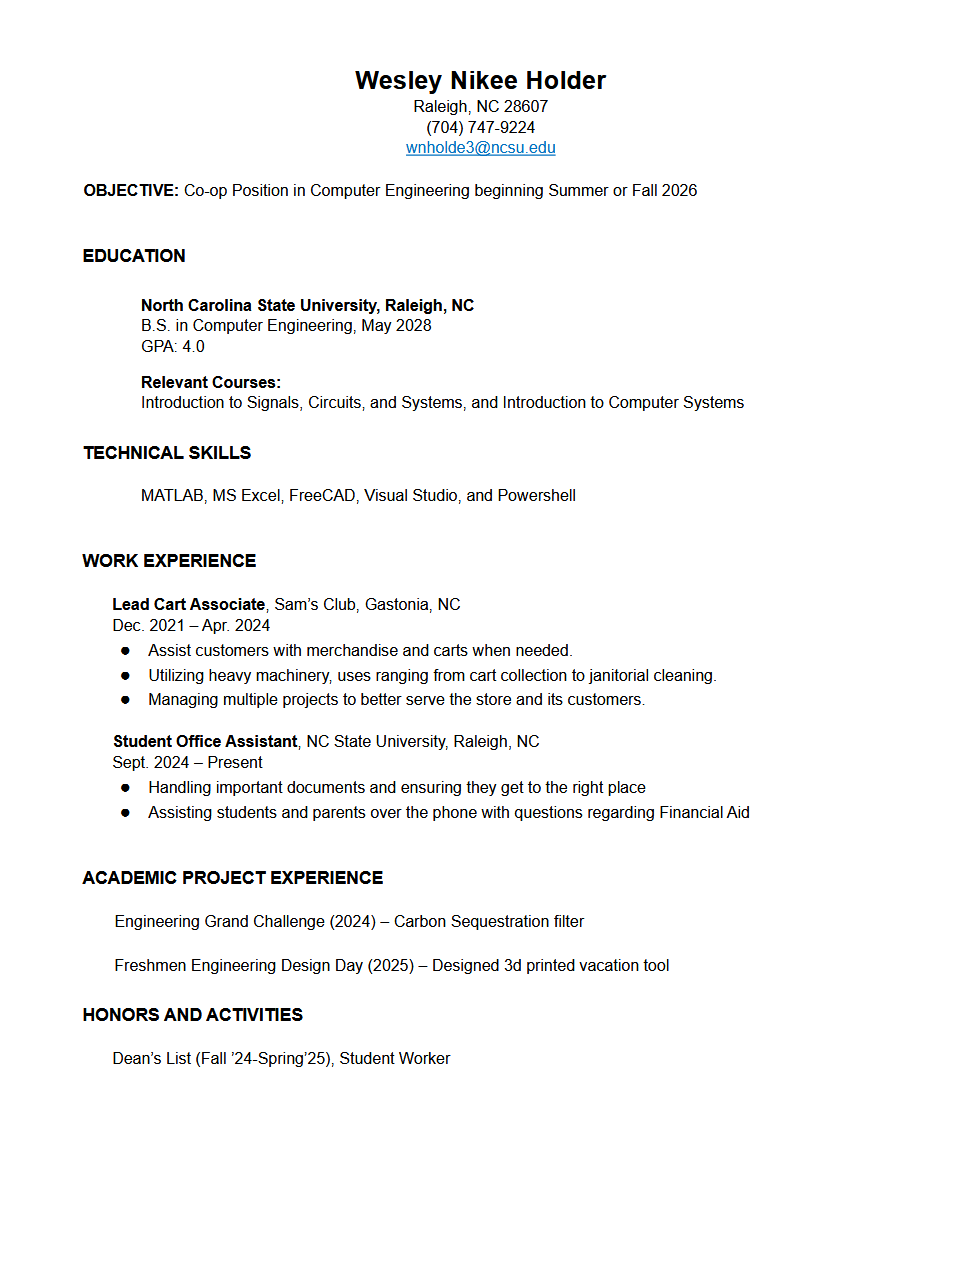 Wesley Nikee Holder
Raleigh, NC 28607
(704) 747-9224
wnholde3@ncsu.edu
OBJECTIVE: Co-op Position in Computer Engineering beginning Summer or Fall 2026
EDUCATION
North Carolina State University, Raleigh, NC
B.S. in Computer Engineering, May 2028
GPA: 4.0
Relevant Courses:
Introduction to Signals, Circuits, and Systems, and Introduction to Computer Systems
TECHNICAL SKILLS
MATLAB, MS Excel, FreeCAD, Visual Studio, and Powershell
WORK EXPERIENCE
Lead Cart Associate, Sam’s Club, Gastonia, NC
Dec. 2021 – Apr. 2024
● Assist customers with merchandise and carts when needed.
● Utilizing heavy machinery, uses ranging from cart collection to janitorial cleaning.
● Managing multiple projects to better serve the store and its customers.
Student Office Assistant, NC State University, Raleigh, NC
Sept. 2024 – Present
● Handling important documents and ensuring they get to the right place
● Assisting students and parents over the phone with questions regarding Financial Aid
ACADEMIC PROJECT EXPERIENCE
Engineering Grand Challenge (2024) – Carbon Sequestration filter
Freshmen Engineering Design Day (2025) – Designed 3d printed vacation tool
HONORS AND ACTIVITIES
Dean’s List (Fall ’24-Spring’25), Student Worker